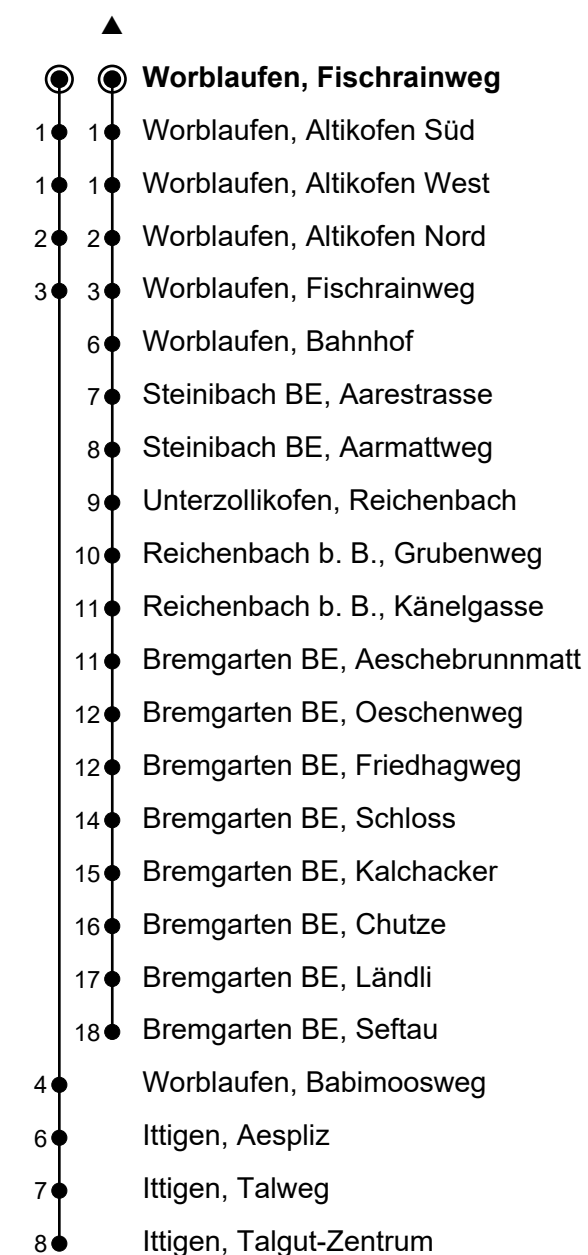 ▲
Worblaufen, Fischrainweg
1 1 Worblaufen, Altikofen Süd
1 1 Worblaufen, Altikofen West
2 2 Worblaufen, Altikofen Nord
3 3 Worblaufen, Fischrainweg
6 Worblaufen, Bahnhof
7 Steinibach BE, Aarestrasse
8 Steinibach BE, Aarmattweg
9 Unterzollikofen, Reichenbach
10 Reichenbach b. B., Grubenweg
11 Reichenbach b. B., Känelgasse
11 Bremgarten BE, Aeschebrunnmatt
12 Bremgarten BE, Oeschenweg
12 Bremgarten BE, Friedhagweg
14 Bremgarten BE, Schloss
15 Bremgarten BE, Kalchacker
16 Bremgarten BE, Chutze
17 Bremgarten BE, Ländli
18 Bremgarten BE, Seftau
4 Worblaufen, Babimoosweg
6 Ittigen, Aespliz
7 Ittigen, Talweg
8 Ittigen, Talgut-Zentrum